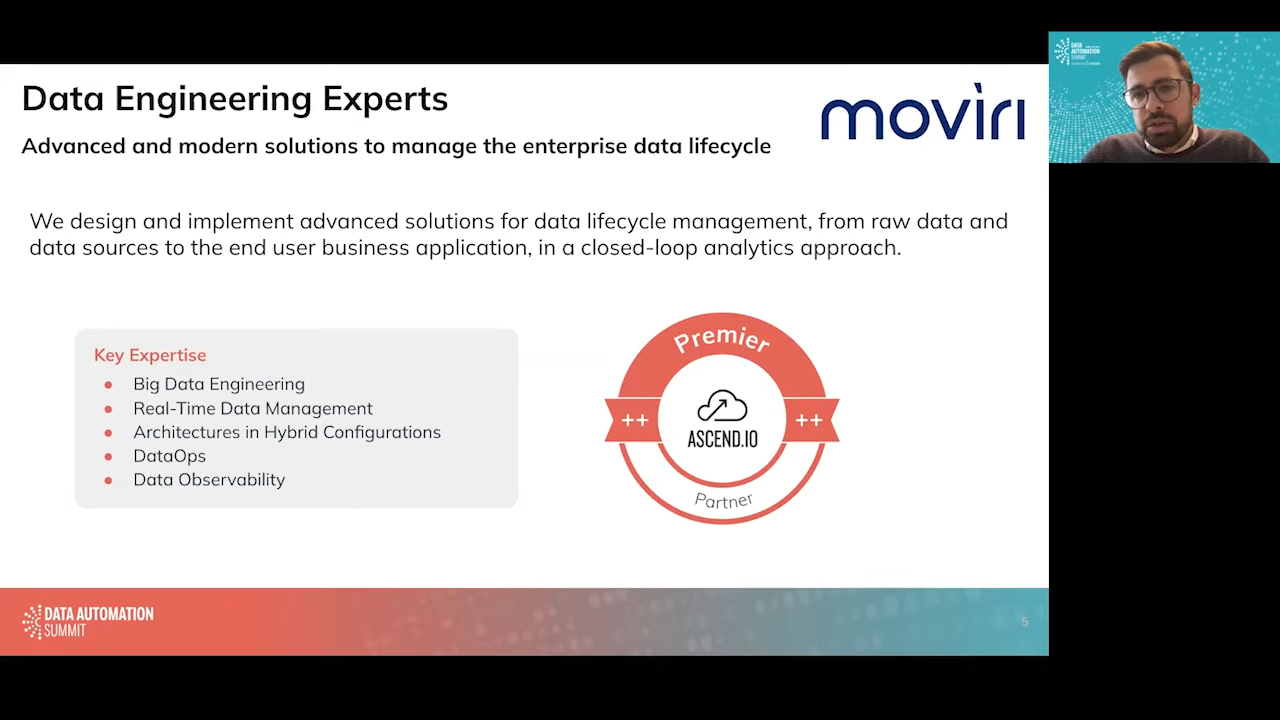 Data Engineering Experts
Advanced and modern solutions to manage the enterprise data lifecycle
moviri
We design and implement advanced solutions for data lifecycle management, from raw data and
data sources to the end user business application, in a closed-loop analytics approach.
Key Expertise
Big Data Engineering
Real-Time Data Management
Architectures in Hybrid Configurations
DataOps
Data Observability
Premier
++
++
ASCEND.IO
Partner
DATA AUTOMATION
SUMMIT
5
DATA
AUTOMATION
SUMMIT